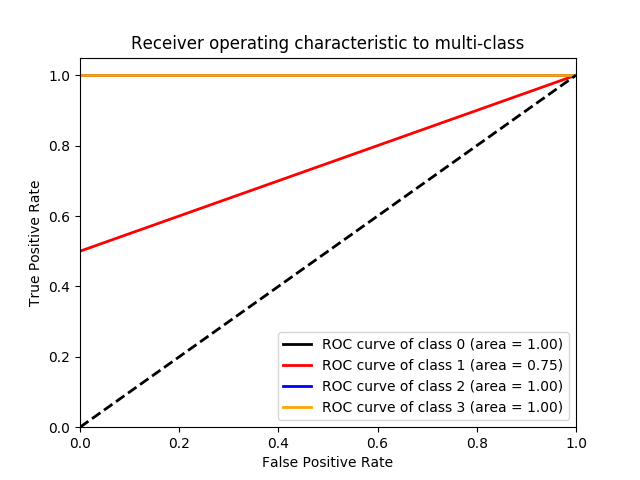 Receiver operating characteristic to multi-class
1.0
0.8
0.6
0.4
0.2
0.0
True Positive Rate
ROC curve of class 0 (area = 1.00)
ROC curve of class 1 (area = 0.75)
ROC curve of class 2 (area = 1.00)
ROC curve of class 3 (area = 1.00)
0.0 0.2 0.4 0.6 0.8 1.0
False Positive Rate